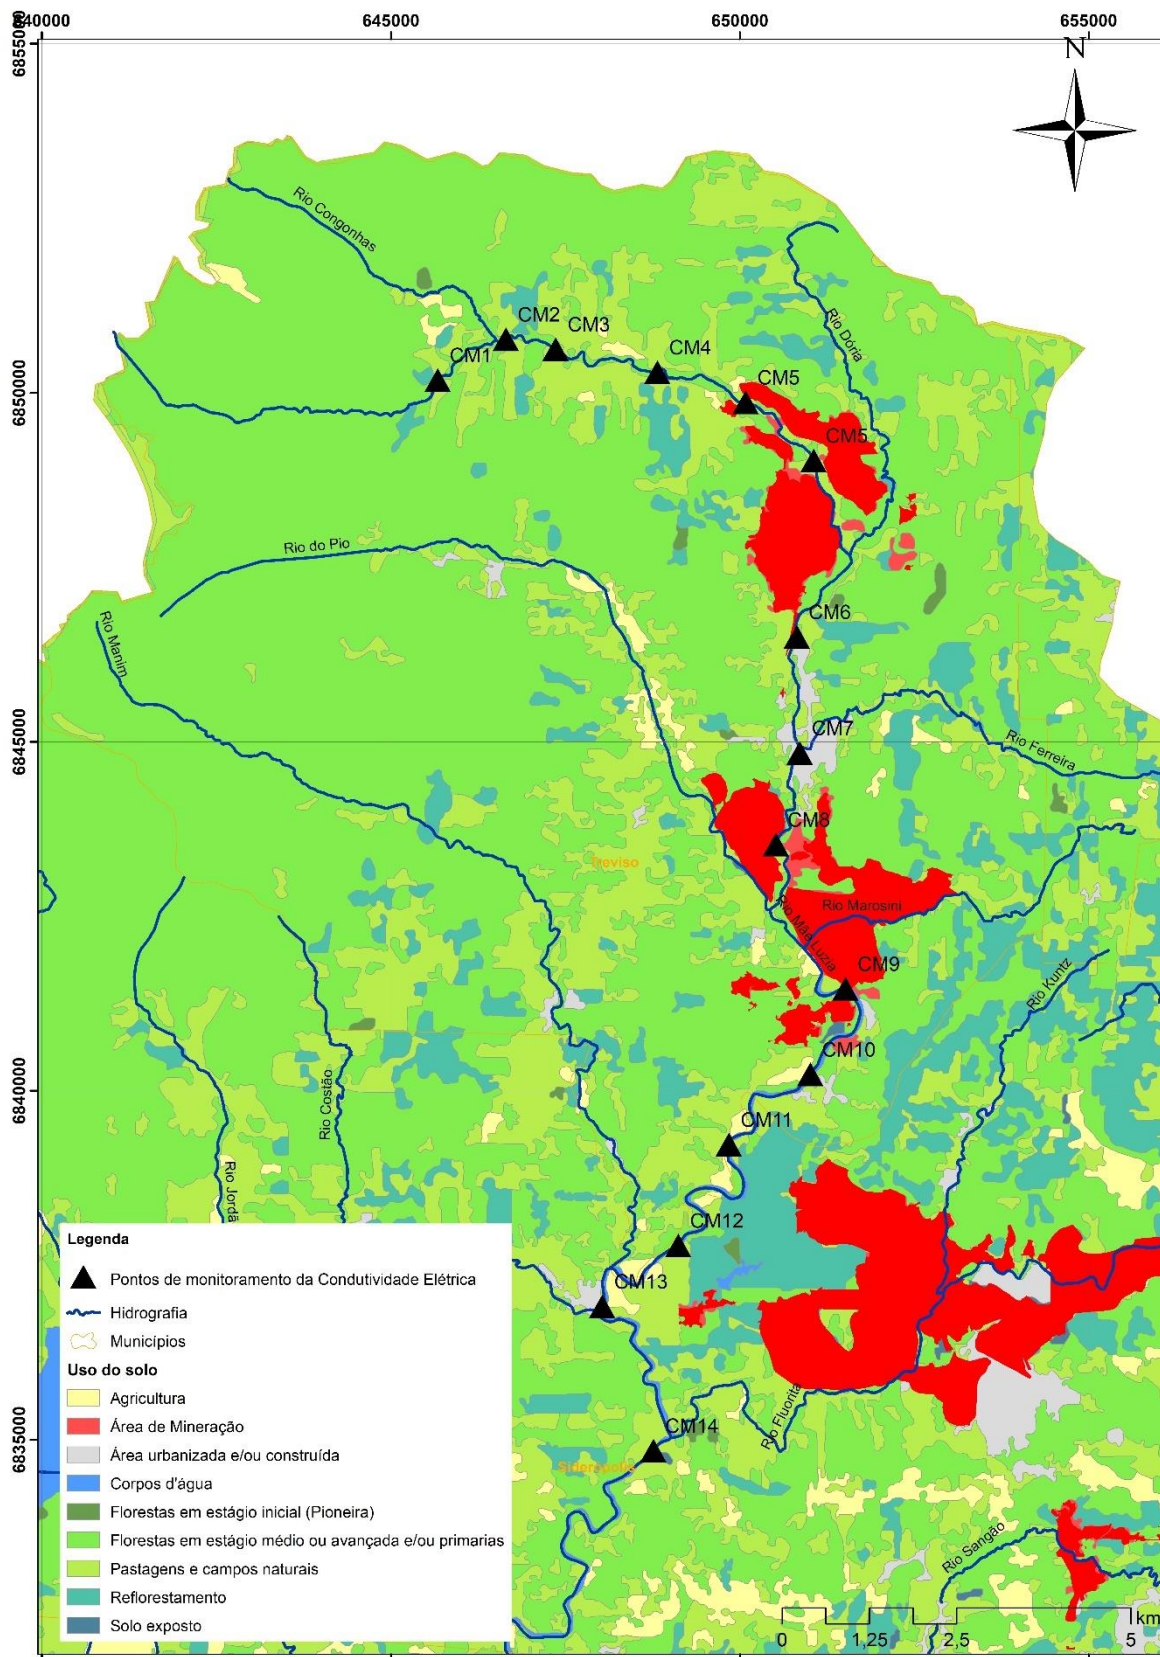 640000
645000
650000
655000
6855000
N
Rio Congonhas
Rio Dória
CM2
CM3
CM1
CM4
6850000
CM5
CM5
Rio do Pio
Rio Manim
CM6
6845000
CM7
Rio Ferreira
CM8
Treviso
Rio Marosini
Rio Mãe Luzia
CM9
Rio Kuntz
CM10
6840000
Rio Costão
CM11
Rio Jordã
CM12
CM13
Rio Fluorita
6835000
CM14
Siderópolis
Rio Sangão
Legenda
Pontos de monitoramento da Condutividade Elétrica
Hidrografia
Municípios
Uso do solo
Agricultura
Área de Mineração
Área urbanizada e/ou construída
Corpos d'água
Florestas em estágio inicial (Pioneira)
Florestas em estágio médio ou avançada e/ou primarias
Pastagens e campos naturais
Reflorestamento
Solo exposto
km
0 1,25 2,5 5